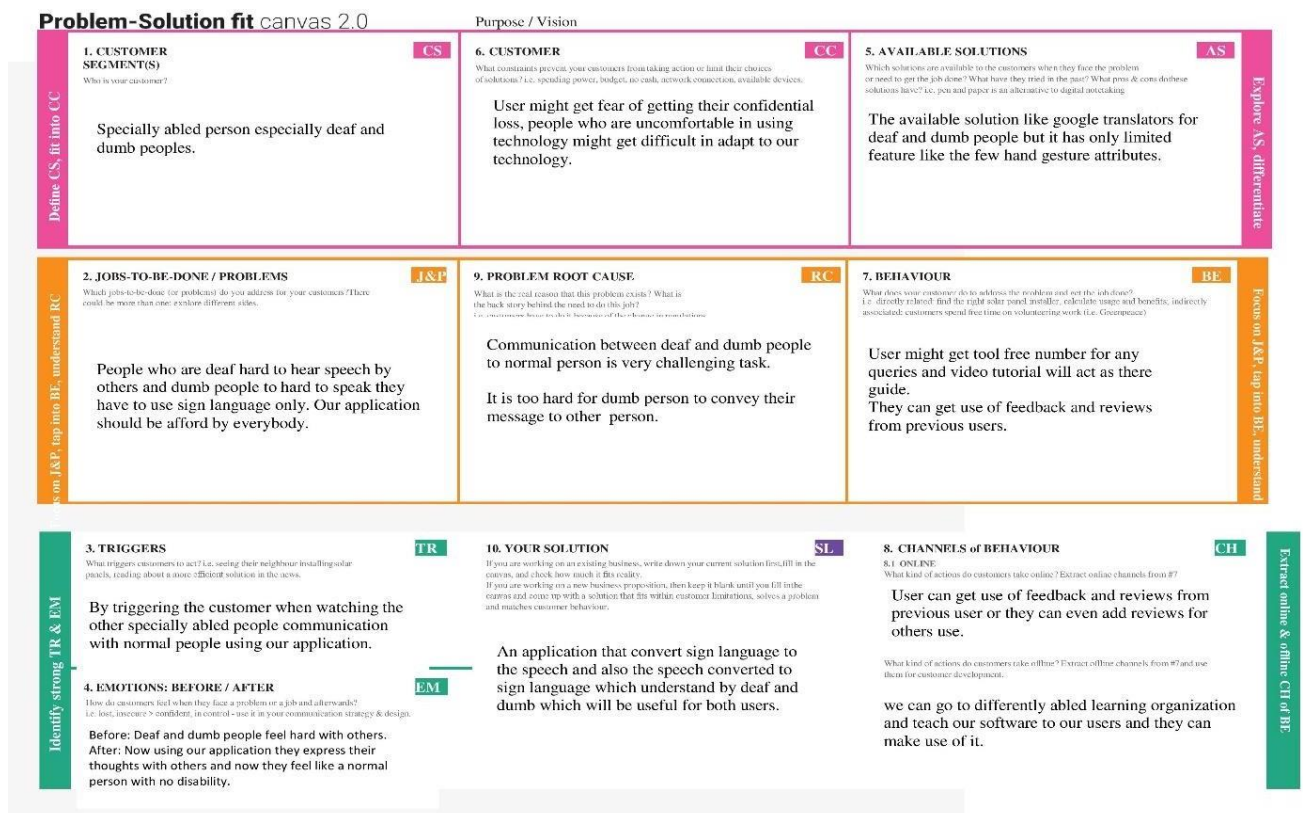 Problem-Solution fit canvas 2.0
Purpose / Vision
Define CS, fit into CC
1. CUSTOMER
SEGMENT(S)
CS
Who is your customer?
Specially abled person especially deaf and
dumb peoples.
6. CUSTOMER
CC
What constraints prevent your customers from taking action or limit their choices
of solutions? i.e. spending power, budget, no cash, network connection, available devices.
User might get fear of getting their confidential
loss, people who are uncomfortable in using
technology might get difficult in adapt to our
technology.
5. AVAILABLE SOLUTIONS
AS
Which solutions are available to the customers when they face the problem
or need to get the job done? What have they tried in the past? What pros & cons dothese
solutions have? i.e. pen and paper is an alternative to digital notetaking
The available solution like google translators for
deaf and dumb people but it has only limited
feature like the few hand gesture attributes.
Explore AS, differentiate
us on J&P, tap into BE, understand RC
2. JOBS-TO-BE-DONE / PROBLEMS
J&P
Which jobs-to-be-done (or problems) do you address for your customers?There
could be more than one; explore different sides.
People who are deaf hard to hear speech by
others and dumb people to hard to speak they
have to use sign language only. Our application
should be afford by everybody.
9. PROBLEM ROOT CAUSE
RC
What is the real reason that this problem exists? What is
the back story behind the need to do this job?
i.e. customers have to do it because of the change in regulations
Communication between deaf and dumb people
to normal person is very challenging task.
It is too hard for dumb person to convey their
message to other person.
7. BEHAVIOUR
BE
What does your customer do to address the problem and get the job done?
i.e. directly related: find the right solar panel installer, calculate usage and benefits; indirectly
associated: customers spend free time on volunteering work (i.e. Greenpeace)
User might get tool free number for any
queries and video tutorial will act as there
guide.
They can get use of feedback and reviews
from previous users.
Focus on J&P, tap into BE, understand
Identify strong TR & EM
3. TRIGGERS
TR
What triggers customers to act? i.e. seeing their neighbour installing solar
panels, reading about a more efficient solution in the news.
By triggering the customer when watching the
other specially abled people communication
with normal people using our application.
4. EMOTIONS: BEFORE / AFTER
EM
How do customers feel when they face a problem or a job and afterwards?
i.e. lost, insecure > confident, in control - use it in your communication strategy & design.
Before: Deaf and dumb people feel hard with others.
After: Now using our application they express their
thoughts with others and now they feel like a normal
person with no disability.
10. YOUR SOLUTION
SL
If you are working on an existing business, write down your current solution first,fill in the
canvas, and check how much it fits reality.
If you are working on a new business proposition, then keep it blank until you fill inthe
canvas and come up with a solution that fits within customer limitations, solves a problem
and matches customer behaviour.
An application that convert sign language to
the speech and also the speech converted to
sign language which understand by deaf and
dumb which will be useful for both users.
8. CHANNELS of BEHAVIOUR
CH
8.1 ONLINE
What kind of actions do customers take online? Extract online channels from #7
User can get use of feedback and reviews from
previous user or they can even add reviews for
others use.
What kind of actions do customers take offline? Extract offline channels from #7and use
them for customer development.
we can go to differently abled learning organization
and teach our software to our users and they can
make use of it.
Extract online & offline CH of BE